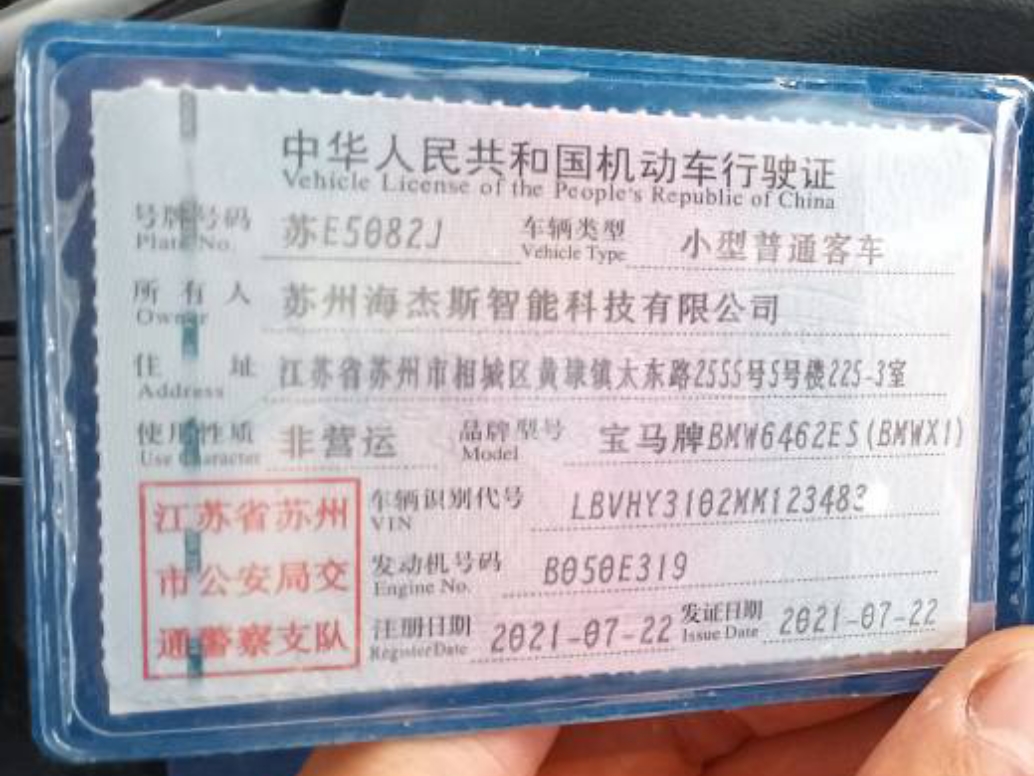 中华人民共和国机动车行驶证
Vehicle License of the People's Republic of China
号牌号码 苏E5082J 车辆类型 小型普通客车
Plate No. Vehicle Type
所有人 苏州海杰斯智能科技有限公司
Owner
住址 江苏省苏州市相城区黄埭镇太东路2555号5号楼225-3室
Address
使用性质 非营运 品牌型号 宝马牌BMW6462ES(BMWX1)
Use Character Model
江苏省苏州 车辆识别代号 LBVHY3102MM123483
VIN
市公安局交 发动机号码 B050E319
Engine No.
通警察支队 注册日期 2021-07-22 发证日期 2021-07-22
Register Date Issue Date